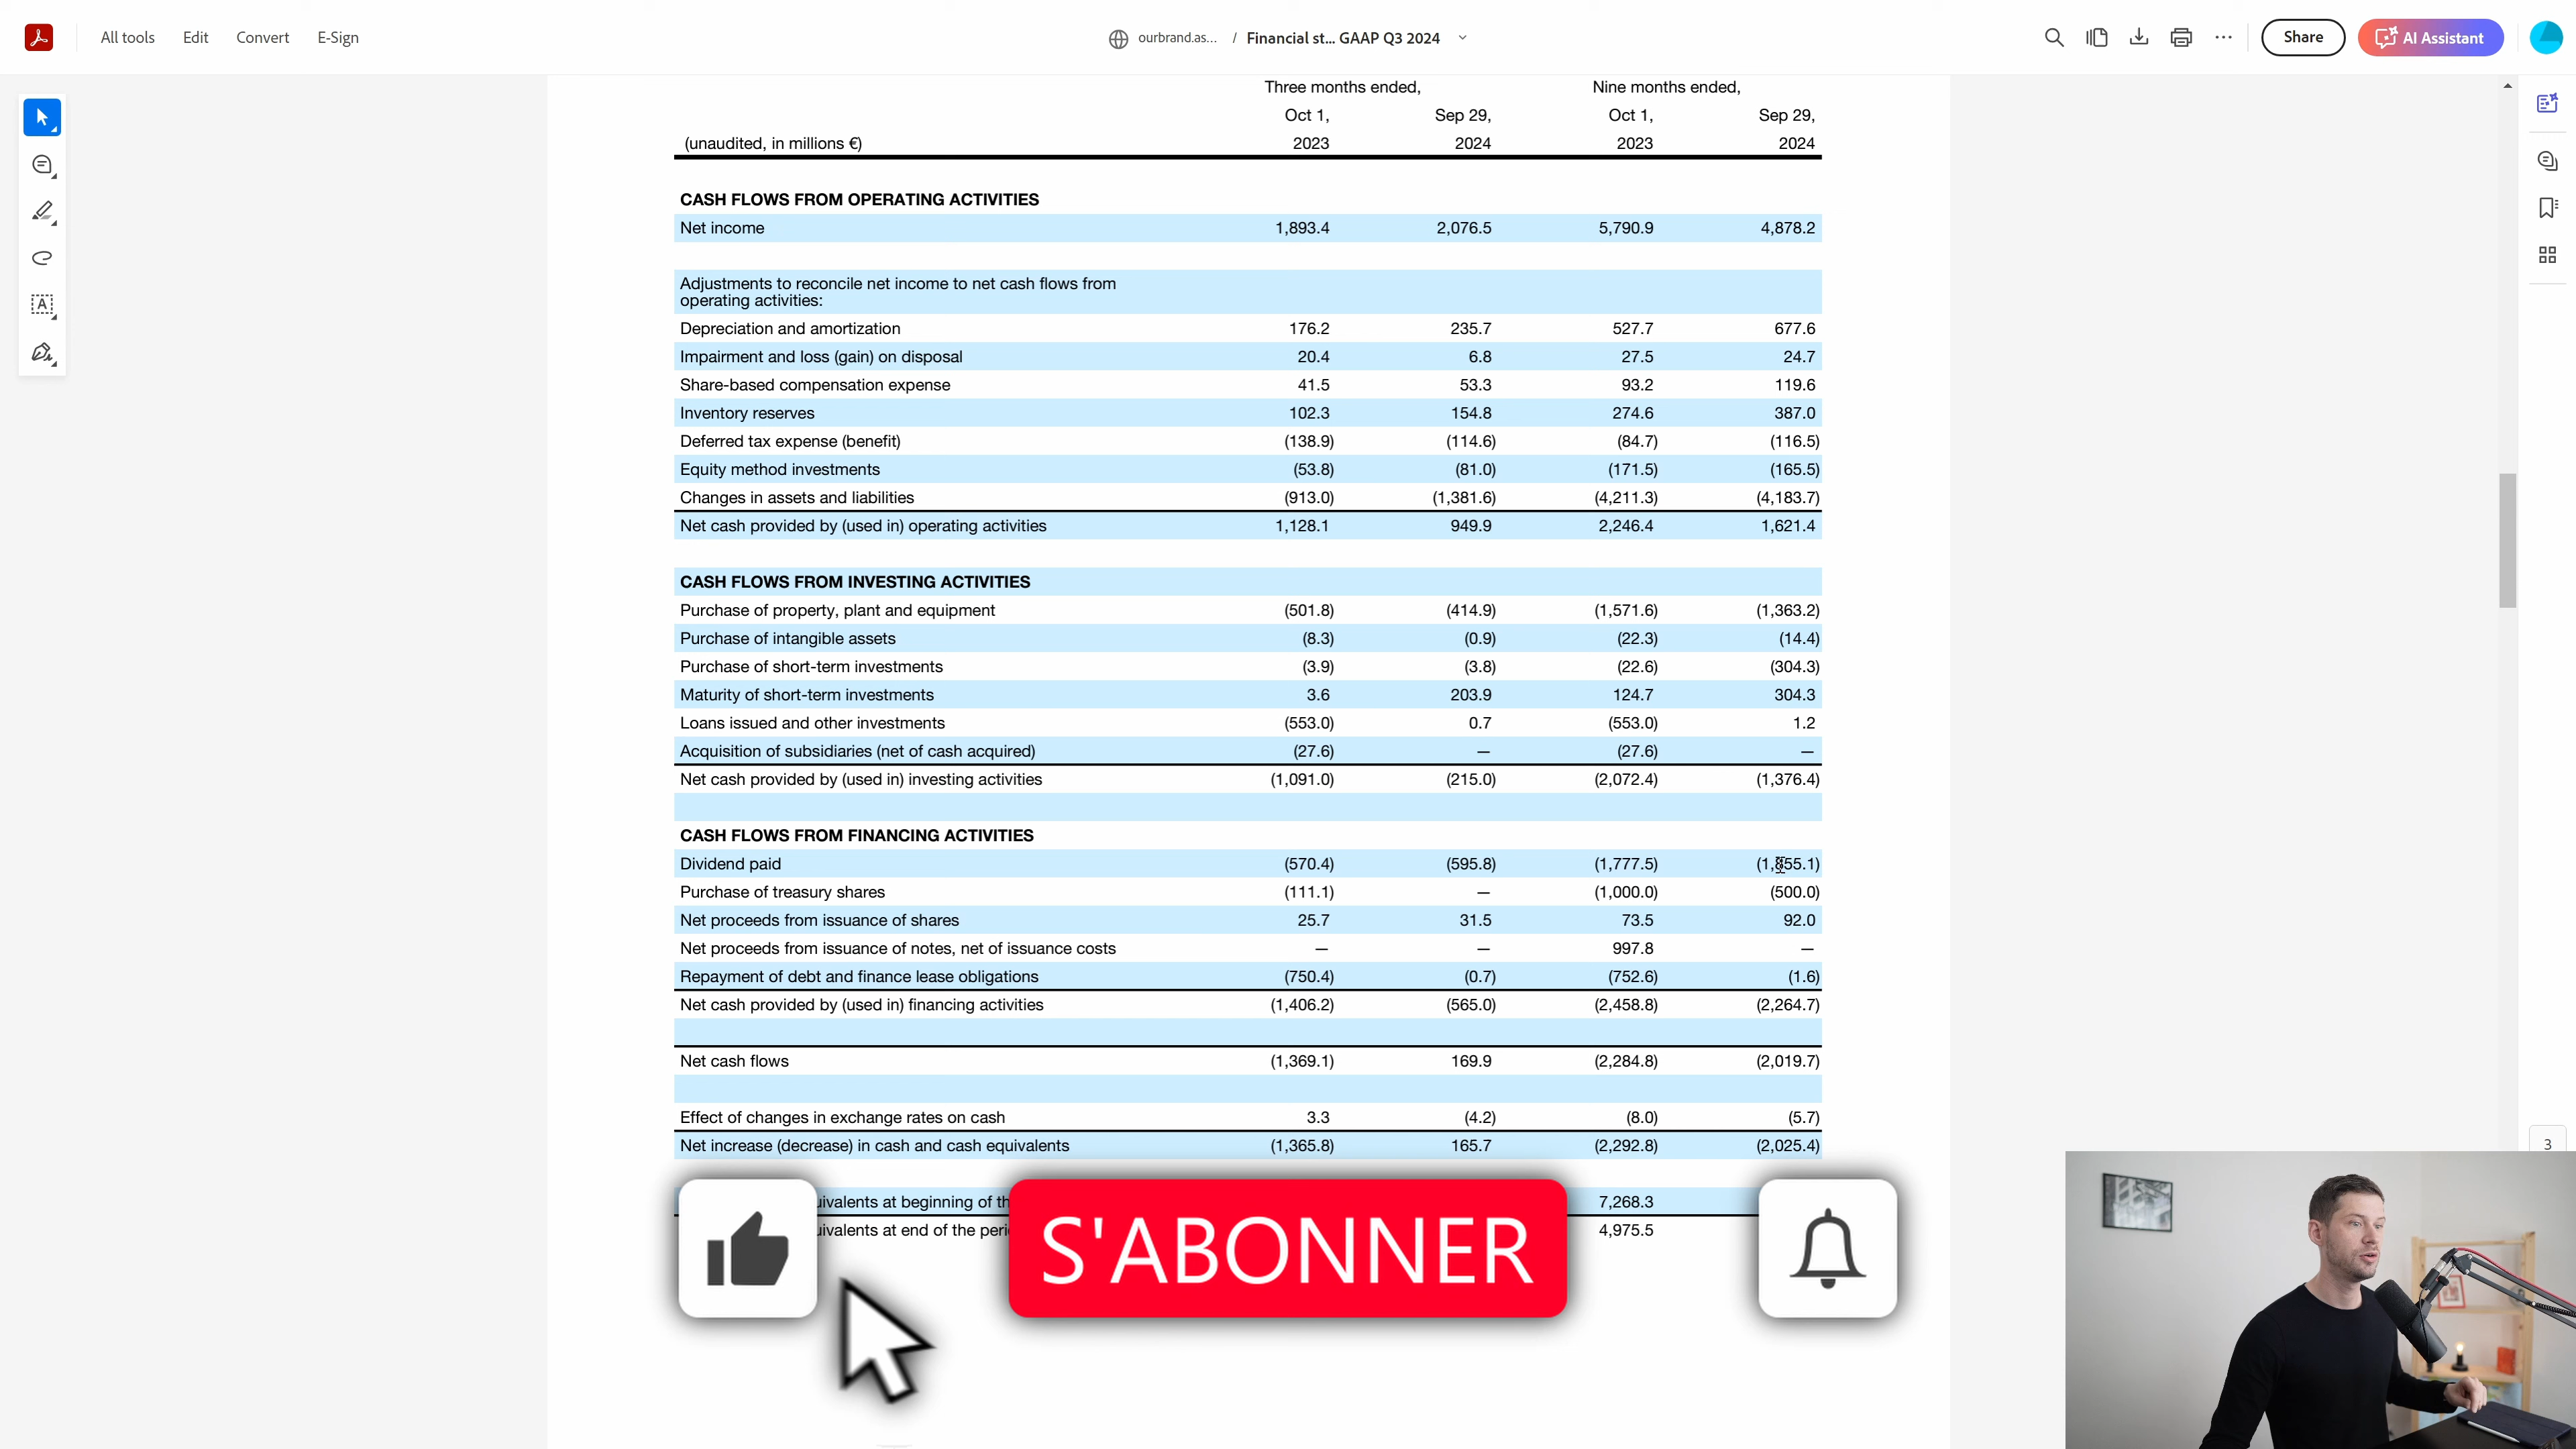 All tools Edit Convert E-Sign ourbrand.as... / Financial st... GAAP Q3 2024 Share AI Assistant
Three months ended, Nine months ended,
Oct 1, Sep 29, Oct 1, Sep 29,
(unaudited, in millions €) 2023 2024 2023 2024
CASH FLOWS FROM OPERATING ACTIVITIES
Net income 1,893.4 2,076.5 5,790.9 4,878.2
Adjustments to reconcile net income to net cash flows from
operating activities:
Depreciation and amortization 176.2 235.7 527.7 677.6
Impairment and loss (gain) on disposal 20.4 6.8 27.5 24.7
Share-based compensation expense 41.5 53.3 93.2 119.6
Inventory reserves 102.3 154.8 274.6 387.0
Deferred tax expense (benefit) (138.9) (114.6) (84.7) (116.5)
Equity method investments (53.8) (81.0) (171.5) (165.5)
Changes in assets and liabilities (913.0) (1,381.6) (4,211.3) (4,183.7)
Net cash provided by (used in) operating activities 1,128.1 949.9 2,246.4 1,621.4
CASH FLOWS FROM INVESTING ACTIVITIES
Purchase of property, plant and equipment (501.8) (414.9) (1,571.6) (1,363.2)
Purchase of intangible assets (8.3) (0.9) (22.3) (14.4)
Purchase of short-term investments (3.9) (3.8) (22.6) (304.3)
Maturity of short-term investments 3.6 203.9 124.7 304.3
Loans issued and other investments (553.0) 0.7 (553.0) 1.2
Acquisition of subsidiaries (net of cash acquired) (27.6) — (27.6) —
Net cash provided by (used in) investing activities (1,091.0) (215.0) (2,072.4) (1,376.4)
CASH FLOWS FROM FINANCING ACTIVITIES
Dividend paid (570.4) (595.8) (1,777.5)
Purchase of treasury shares (111.1) — (1,000.0) (500.0)
Net proceeds from issuance of shares 25.7 31.5 73.5 92.0
Net proceeds from issuance of notes, net of issuance costs — — 997.8 —
Repayment of debt and finance lease obligations (750.4) (0.7) (752.6) (1.6)
Net cash provided by (used in) financing activities (1,406.2) (565.0) (2,458.8) (2,264.7)
Net cash flows (1,369.1) 169.9 (2,284.8) (2,019.7)
Effect of changes in exchange rates on cash 3.3 (4.2) (8.0) (5.7)
Net increase (decrease) in cash and cash equivalents (1,365.8) 165.7 (2,292.8) (2,025.4)
3
at beginning of 7,268.3
at end of the 4,975.5
S'ABONNER